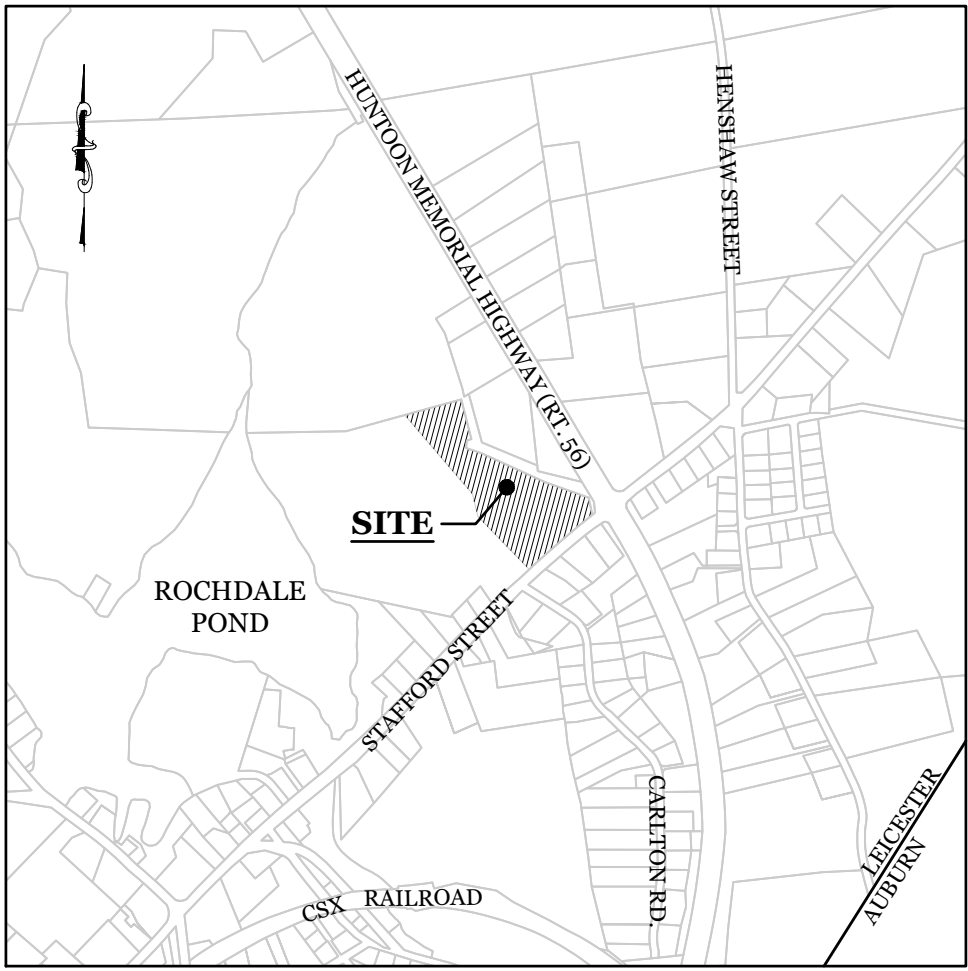 HUNTOON MEMORIAL HIGHWAY (RT. 56)
HENSHAW STREET
SITE
ROCHDALE
POND
STAFFORD STREET
CARLTON RD.
LEICESTER
AUBURN
CSX RAILROAD